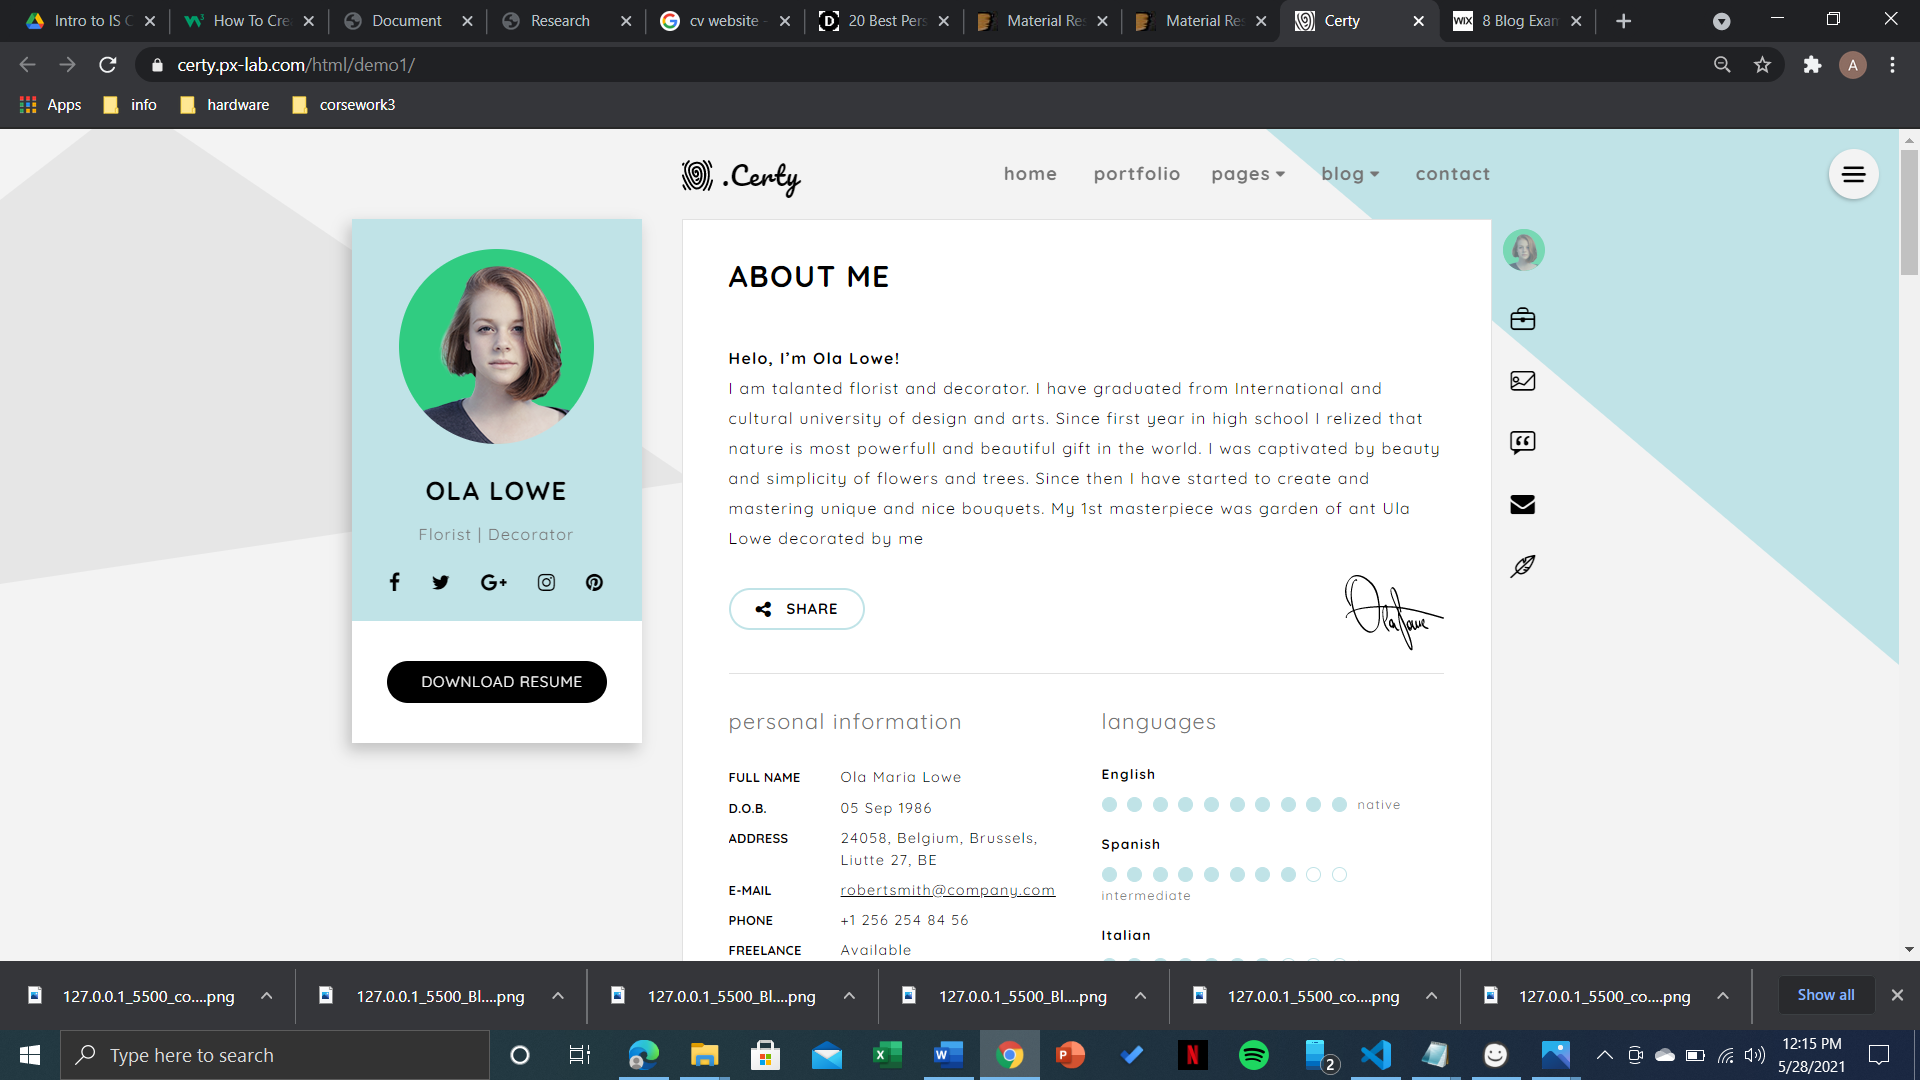 Intro to IS C
How To Cre
Document
Research
cv website -
20 Best Pers
Material Res
Material Res
Certy
WIX
8 Blog Exam
certy.px-lab.com/html/demo1/
A
Apps
info
hardware
corsework3
.Certy
home
portfolio
pages
blog
contact
OLA LOWE
Florist | Decorator
DOWNLOAD RESUME
ABOUT ME
Helo, I’m Ola Lowe!
I am talanted florist and decorator. I have graduated from International and
cultural university of design and arts. Since first year in high school I relized that
nature is most powerfull and beautiful gift in the world. I was captivated by beauty
and simplicity of flowers and trees. Since then I have started to create and
mastering unique and nice bouquets. My 1st masterpiece was garden of ant Ula
Lowe decorated by me
SHARE
Ola Lowe
personal information
FULL NAME Ola Maria Lowe
D.O.B. 05 Sep 1986
ADDRESS 24058, Belgium, Brussels,
Liutte 27, BE
E-MAIL robertsmith@company.com
PHONE +1 256 254 84 56
FREELANCE Available
languages
English
native
Spanish
intermediate
Italian
127.0.0.1_5500_co....png
127.0.0.1_5500_Bl....png
127.0.0.1_5500_Bl....png
127.0.0.1_5500_Bl....png
127.0.0.1_5500_co....png
127.0.0.1_5500_co....png
Show all
Type here to search
2
12:15 PM
5/28/2021